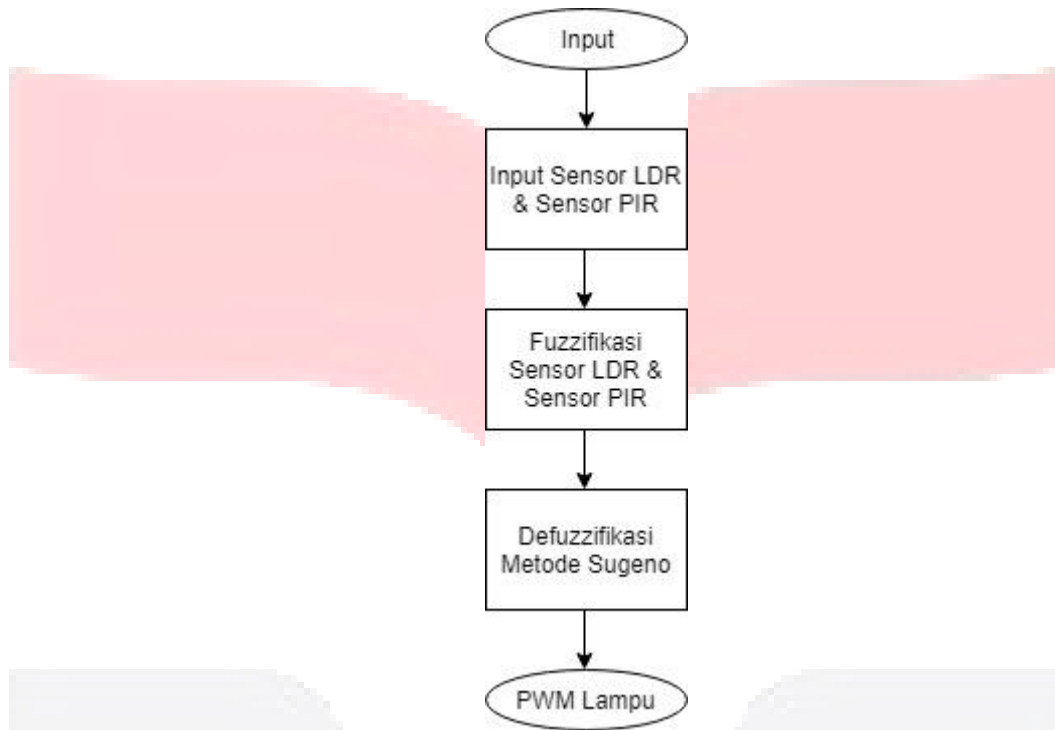 Input
Input Sensor LDR
& Sensor PIR
Fuzzifikasi
Sensor LDR &
Sensor PIR
Defuzzifikasi
Metode Sugeno
PWM Lampu